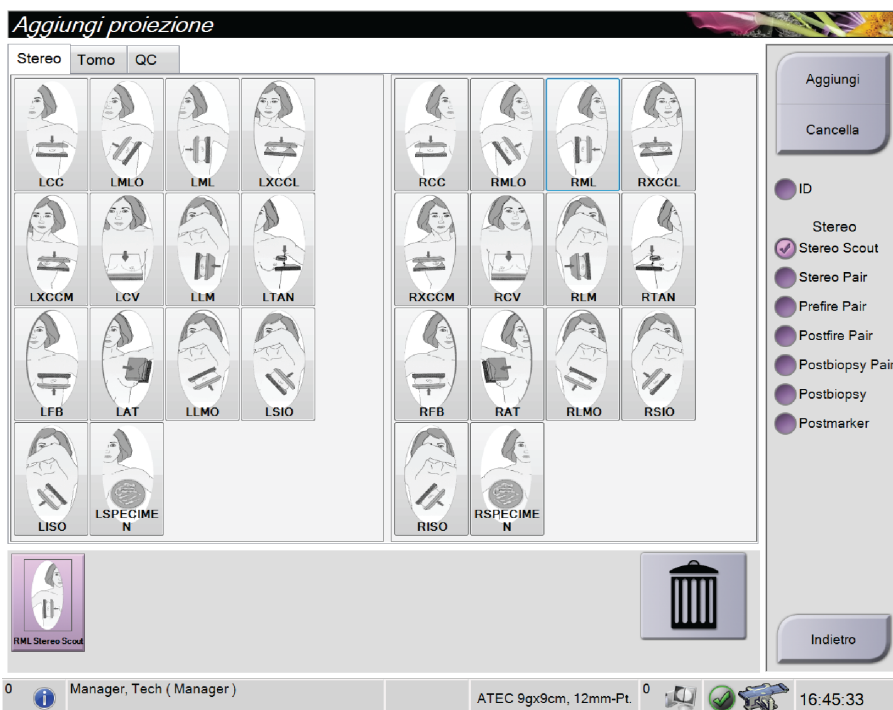 Aggiungi proiezione
Stereo Tomo QC
LCC LMLO LML LXCCL
RCC RMLO RML RXCCL
LXCCM LCV LLM LTAN
RXCCM RCV RLM RTAN
LFB LAT LLMO LSIO
RFB RAT RLMO RSIO
LISO LSPECIME
N
RISO RSPECIME
N
RML Stereo Scout
Aggiungi
Cancella
ID
Stereo
Stereo Scout
Stereo Pair
Prefire Pair
Postfire Pair
Postbiopsy Pair
Postbiopsy
Postmarker
Indietro
0 Manager, Tech ( Manager ) ATEC 9gx9cm, 12mm-Pt. 0 16:45:33